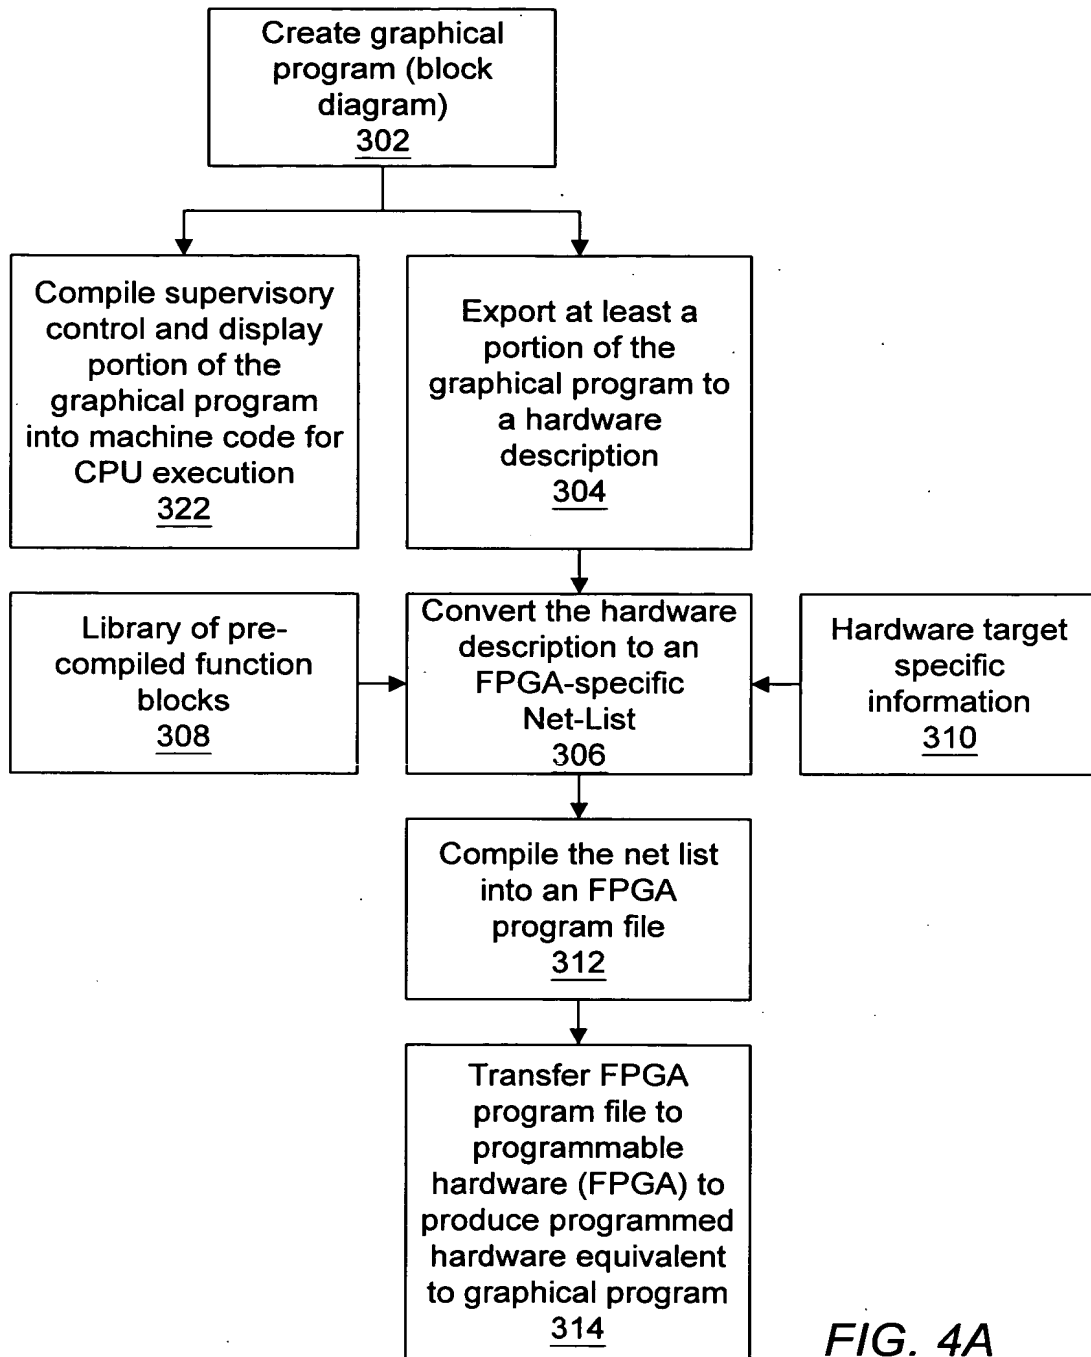 Create graphical
program (block
diagram)
302
Compile supervisory
control and display
portion of the
graphical program
into machine code for
CPU execution
322
Export at least a
portion of the
graphical program to
a hardware
description
304
Library of pre-
compiled function
blocks
308
Convert the hardware
description to an
FPGA-specific
Net-List
306
Hardware target
specific
information
310
Compile the net list
into an FPGA
program file
312
Transfer FPGA
program file to
programmable
hardware (FPGA) to
produce programmed
hardware equivalent
to graphical program
314
FIG. 4A